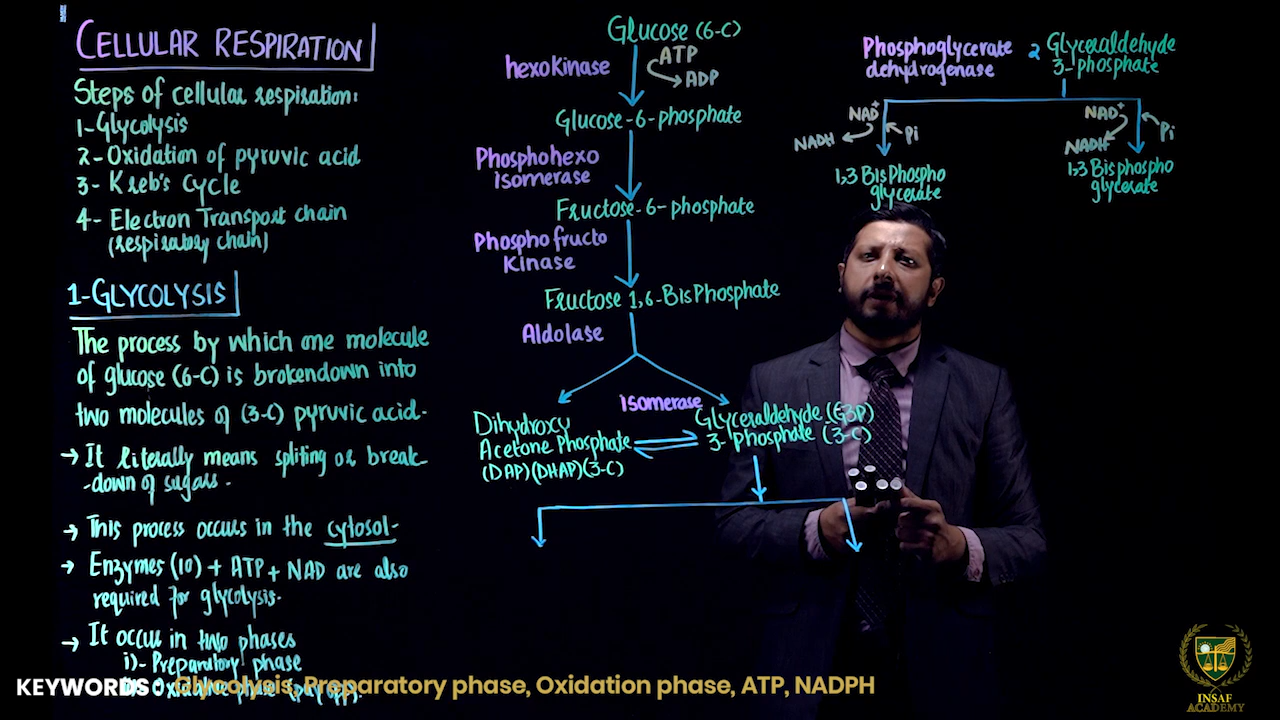 CELLULAR RESPIRATION
Steps of cellular respiration:
1-Glycolysis
2-Oxidation of pyruvic acid
3- Kreb's Cycle
4- Electron Transport chain
(respiratory chain)
1-GLYCOLYSIS
The process by which one molecule
of glucose (6-C) is brokendown into
two molecules of (3-C) pyruvic acid-
→ It literally means spliting or break
-down of sugars.
→ This process occurs in the cytosol-
→ Enzymes (10) + ATP + NAD are also
required for glycolysis-
→ It occur in two phases
i)- Preparatory phase
Glucose (6-C)
hexoKinase
ATP
ADP
Glucose-6-phosphate
Phosphohexo
isomerase
Fructose-6-phosphate
Phosphofructo
Kinase
Fructose 1,6-BisPhosphate
Aldolase
isomerase
Dihydroxy
Acetone Phosphate
(DAP)(DHAP)(3-C)
Glyceraldehyde (G3P)
3-phosphate (3-C)
Phosphoglycerate
dehydrogenase
2 Glyceraldehyde
3-phosphate
NAD+
NADH
Pi
1,3 BisPhospho
glycerate
NAD+
NADH
Pi
1,3 Bisphospho
glycerate
KEYWORDS: Glycolysis, Preparatory phase, Oxidation phase, ATP, NADPH
INSAF
ACADEMY